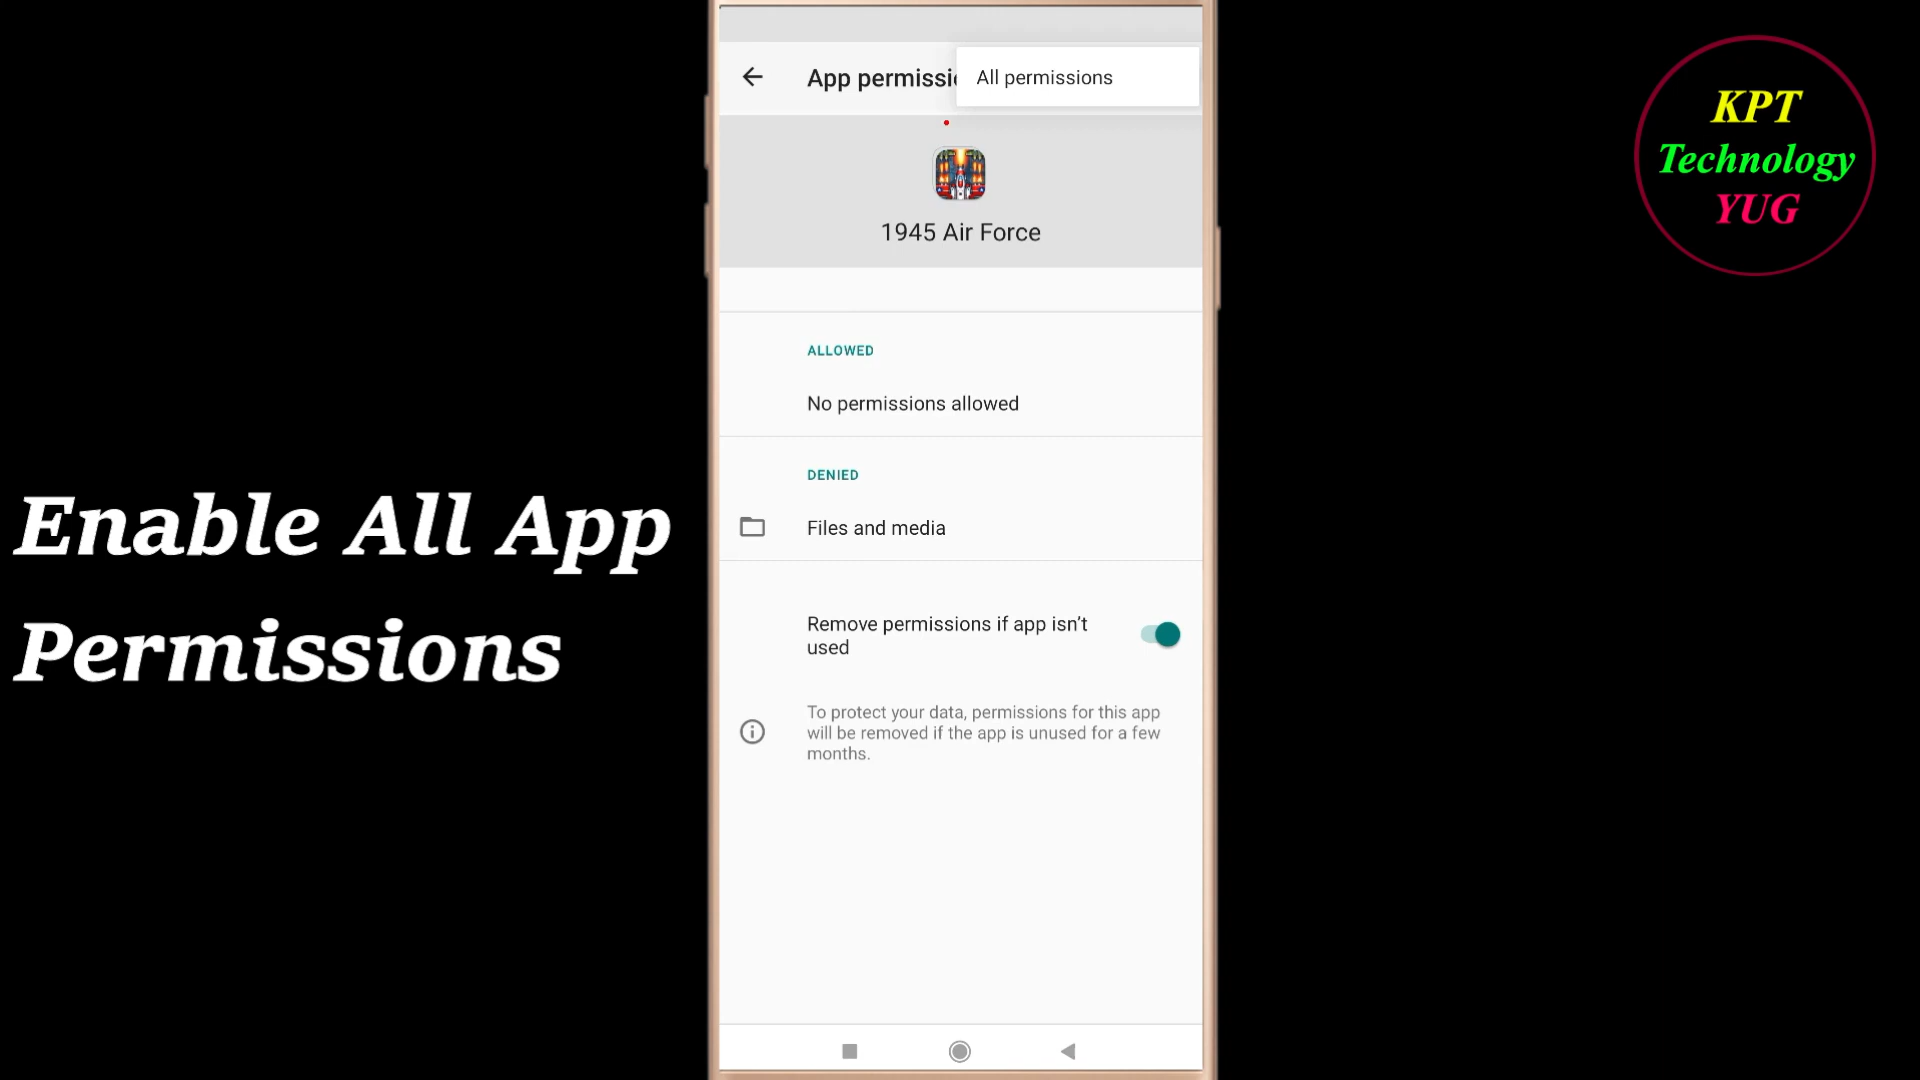 Enable All App
Permissions
App permissi
All permissions
1945 Air Force
ALLOWED
No permissions allowed
DENIED
Files and media
Remove permissions if app isn’t
used
To protect your data, permissions for this app
will be removed if the app is unused for a few
months.
KPT
Technology
YUG